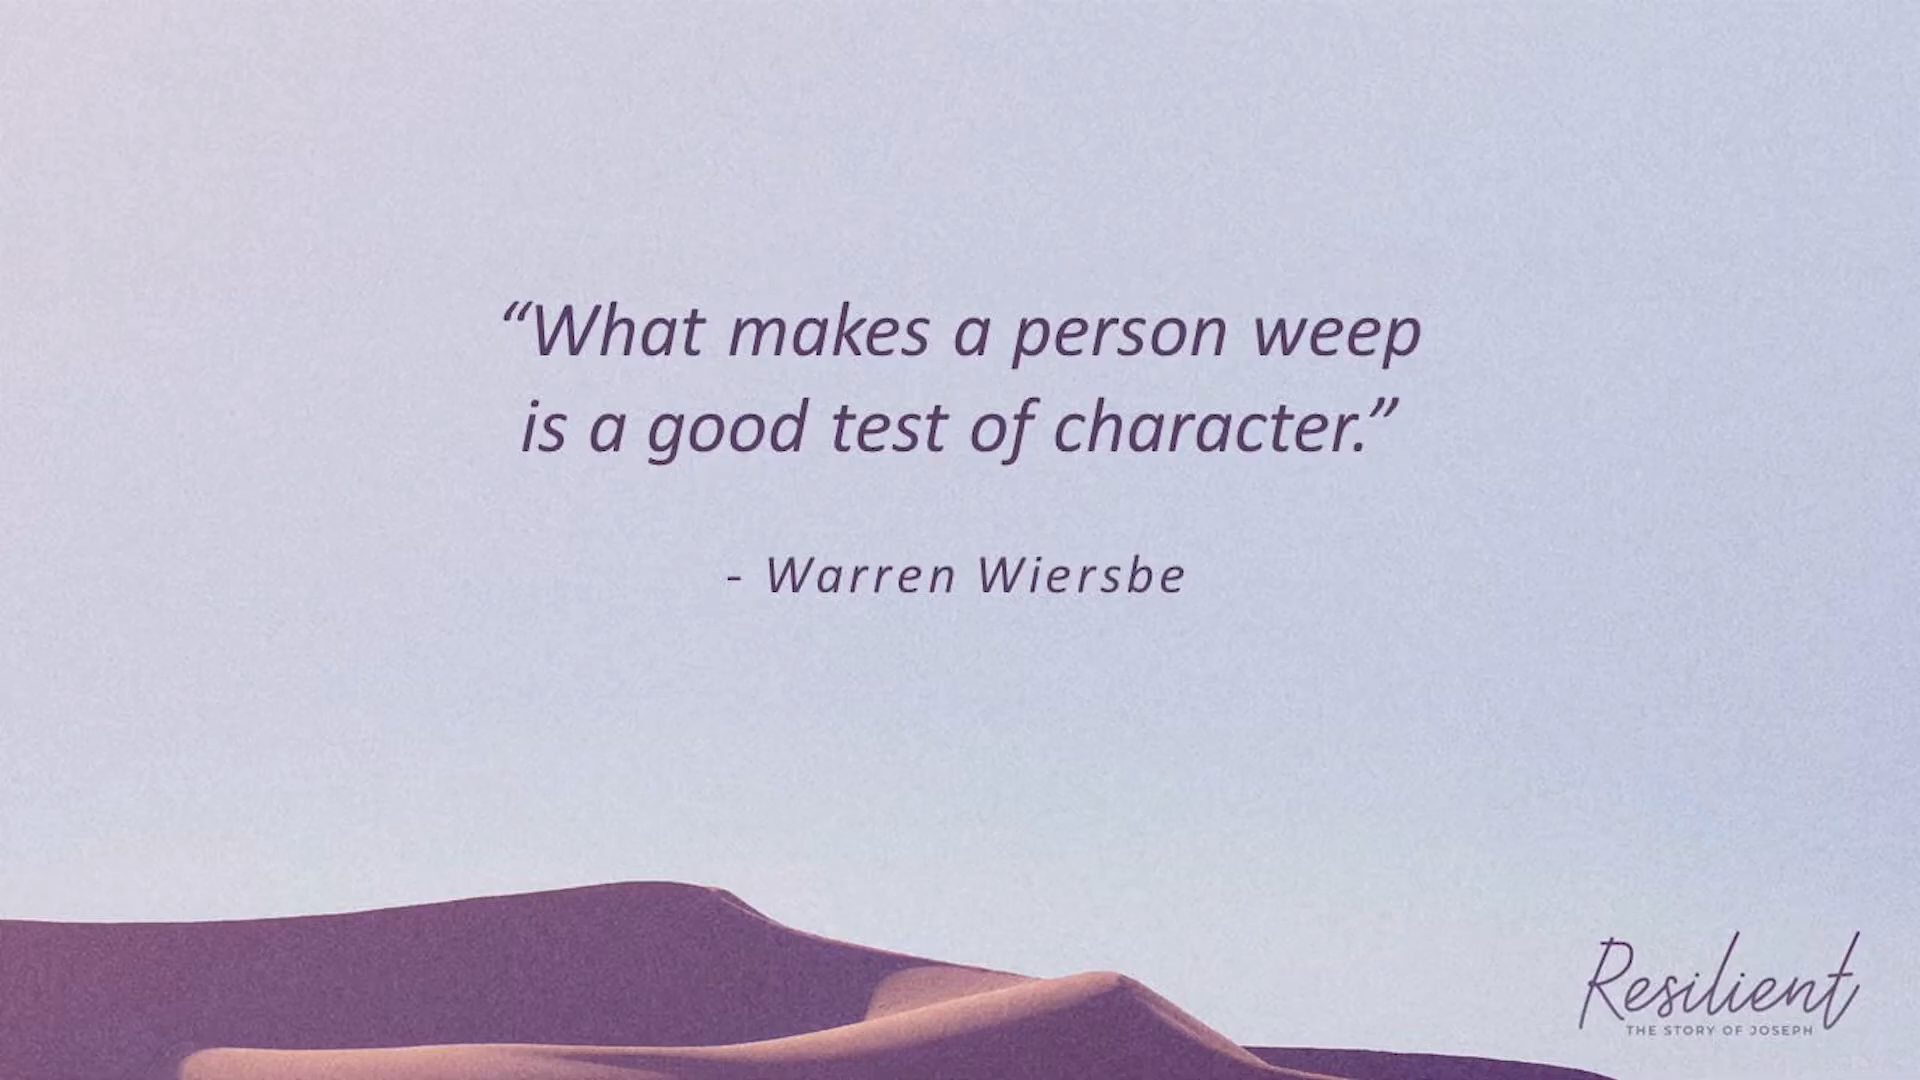 “What makes a person weep
is a good test of character.”
- Warren Wiersbe
Resilient
THE STORY OF JOSEPH